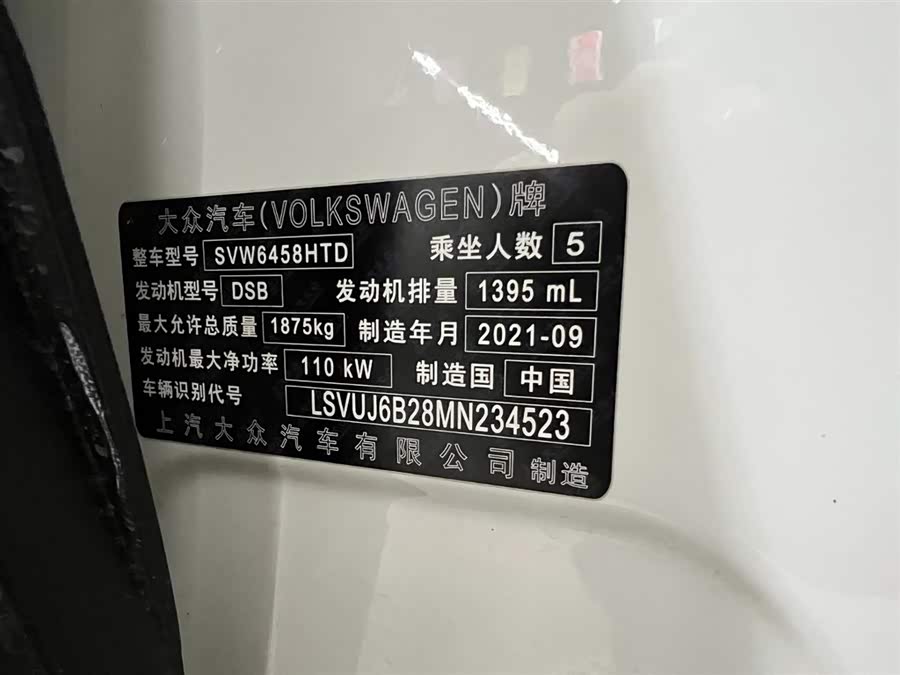 大众汽车(VOLKSWAGEN)牌
整车型号 SVW6458HTD 乘坐人数 5
发动机型号 DSB 发动机排量 1395 mL
最大允许总质量 1875kg 制造年月 2021-09
发动机最大净功率 110 kW 制造国 中国
车辆识别代号 LSVUJ6B28MN234523
上汽大众汽车有限公司制造